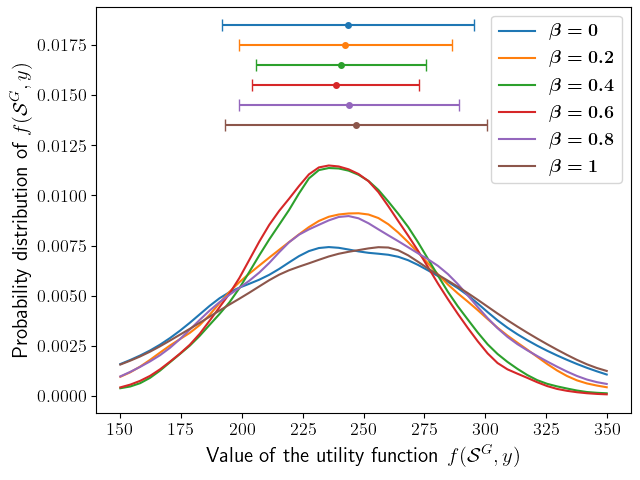 Probability distribution of f(𝒮^G, y)
0.0175
0.0150
0.0125
0.0100
0.0075
0.0050
0.0025
0.0000
β = 0
β = 0.2
β = 0.4
β = 0.6
β = 0.8
β = 1
150 175 200 225 250 275 300 325 350
Value of the utility function f(𝒮^G, y)